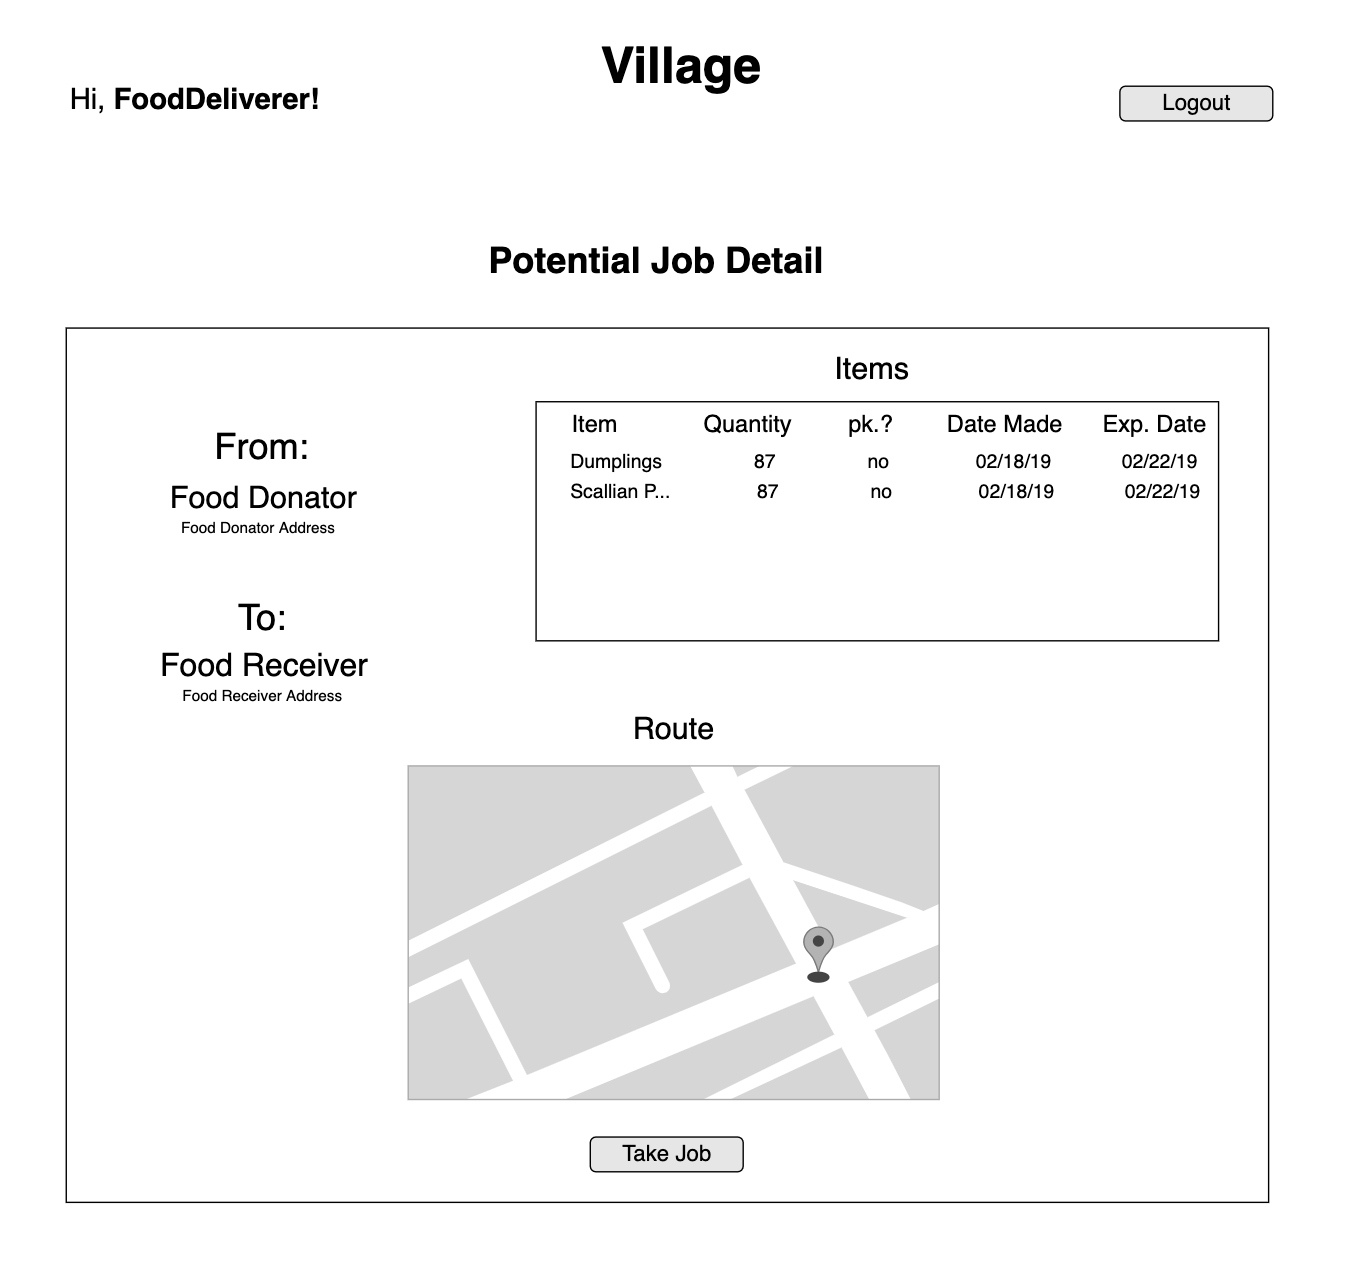 Village
Hi, FoodDeliverer!
Logout
Potential Job Detail
Items
Item Quantity pk.? Date Made Exp. Date
Dumplings 87 no 02/18/19 02/22/19
Scallian P... 87 no 02/18/19 02/22/19
From:
Food Donator
Food Donator Address
To:
Food Receiver
Food Receiver Address
Route
Take Job